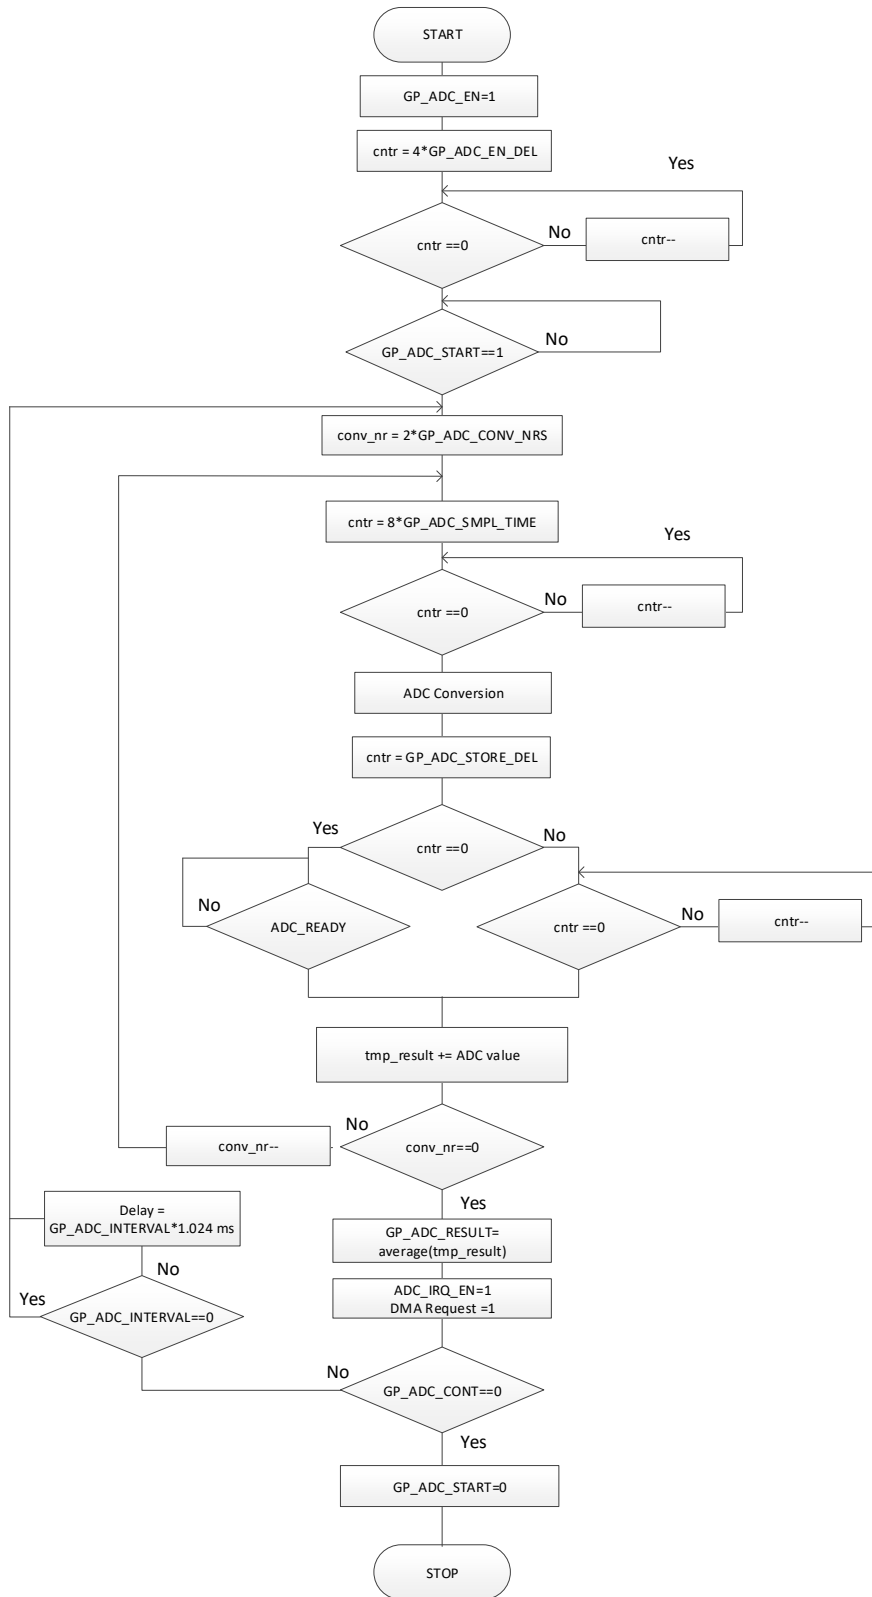 START
GP_ADC_EN=1
cntr = 4*GP_ADC_EN_DEL
Yes
cntr ==0
No
cntr--
GP_ADC_START==1
No
conv_nr = 2*GP_ADC_CONV_NRS
cntr = 8*GP_ADC_SMPL_TIME
Yes
cntr ==0
No
cntr--
ADC Conversion
cntr = GP_ADC_STORE_DEL
Yes
cntr ==0
No
No
ADC_READY
cntr ==0
No
cntr--
tmp_result += ADC value
No
conv_nr--
conv_nr==0
Yes
Delay =
GP_ADC_INTERVAL*1.024 ms
GP_ADC_RESULT=
average(tmp_result)
No
Yes
GP_ADC_INTERVAL==0
ADC_IRQ_EN=1
DMA Request =1
No
GP_ADC_CONT==0
Yes
GP_ADC_START=0
STOP